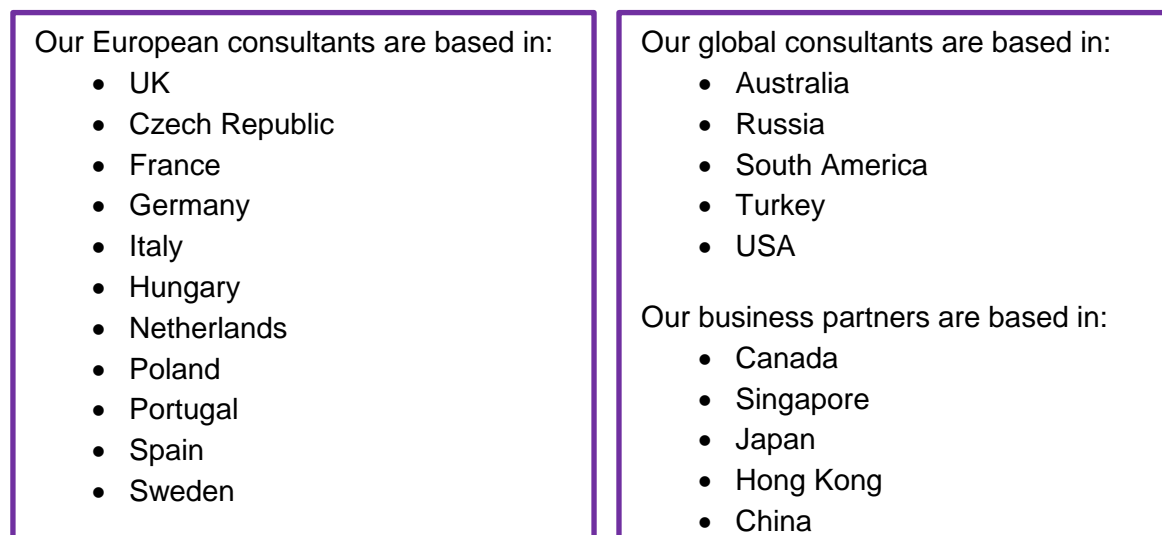 Our European consultants are based in:
• UK
• Czech Republic
• France
• Germany
• Italy
• Hungary
• Netherlands
• Poland
• Portugal
• Spain
• Sweden
Our global consultants are based in:
• Australia
• Russia
• South America
• Turkey
• USA
Our business partners are based in:
• Canada
• Singapore
• Japan
• Hong Kong
• China